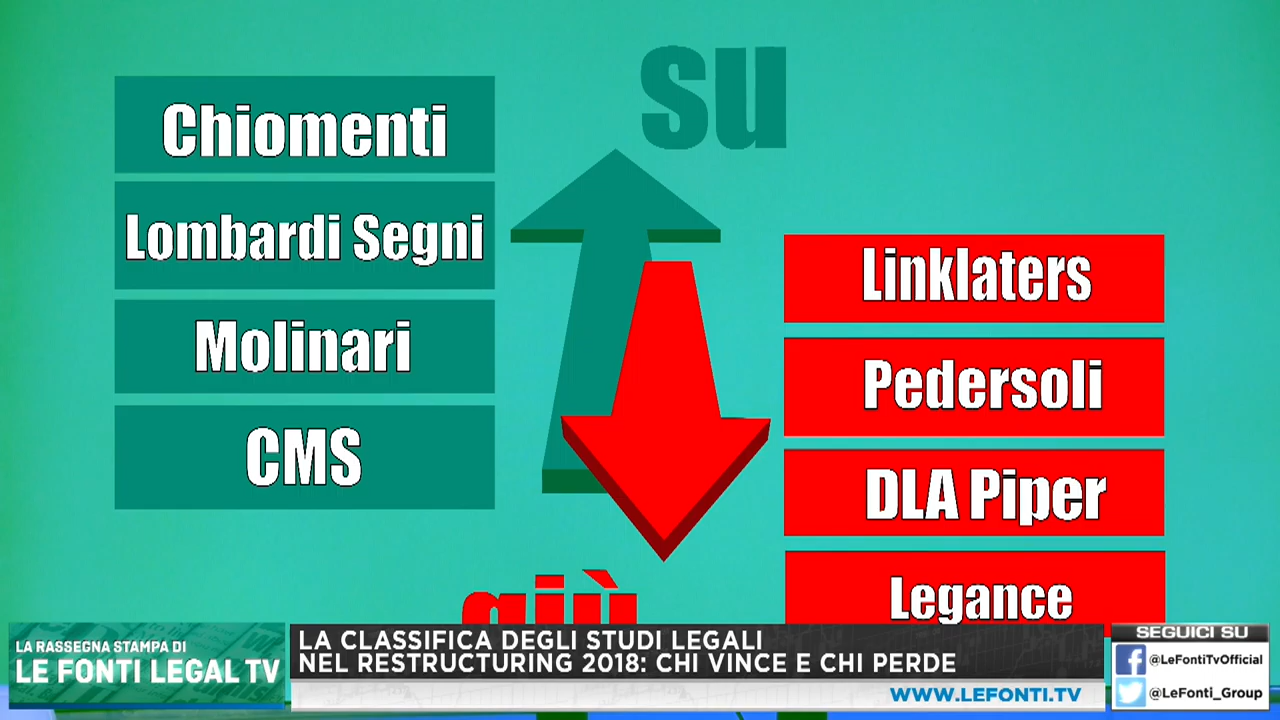 su
Chiomenti
Lombardi Segni
Molinari
CMS
Linklaters
Pedersoli
DLA Piper
Legance
giù
LA RASSEGNA STAMPA DI
LE FONTI LEGAL TV
LA CLASSIFICA DEGLI STUDI LEGALI
NEL RESTRUCTURING 2018: CHI VINCE E CHI PERDE
WWW.LEFONTI.TV
SEGUICI SU
@LeFontiTvOfficial
@LeFonti_Group